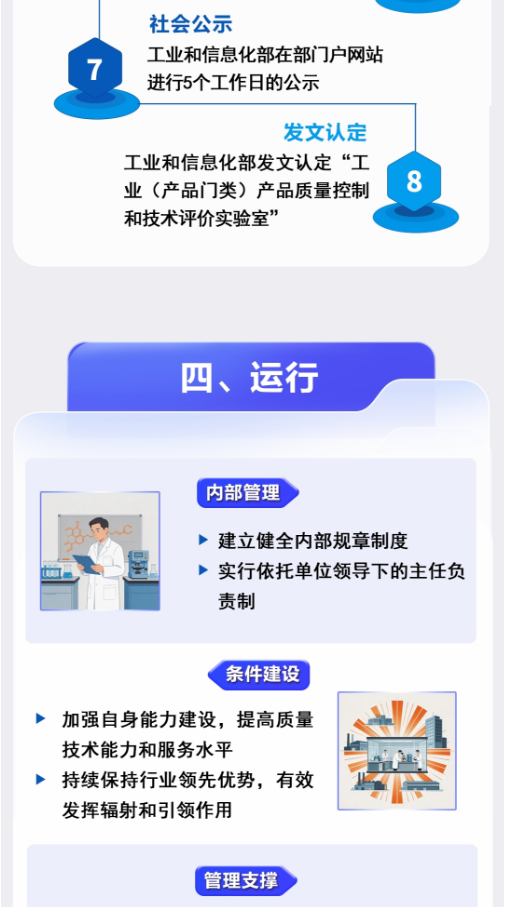 社会公示
7
工业和信息化部在部门户网站
进行5个工作日的公示
发文认定
工业和信息化部发文认定“工
业（产品门类）产品质量控制
和技术评价实验室”
8
四、运行
内部管理
建立健全内部规章制度
实行依托单位领导下的主任负
责制
条件建设
加强自身能力建设，提高质量
技术能力和服务水平
持续保持行业领先优势，有效
发挥辐射和引领作用
管理支撑